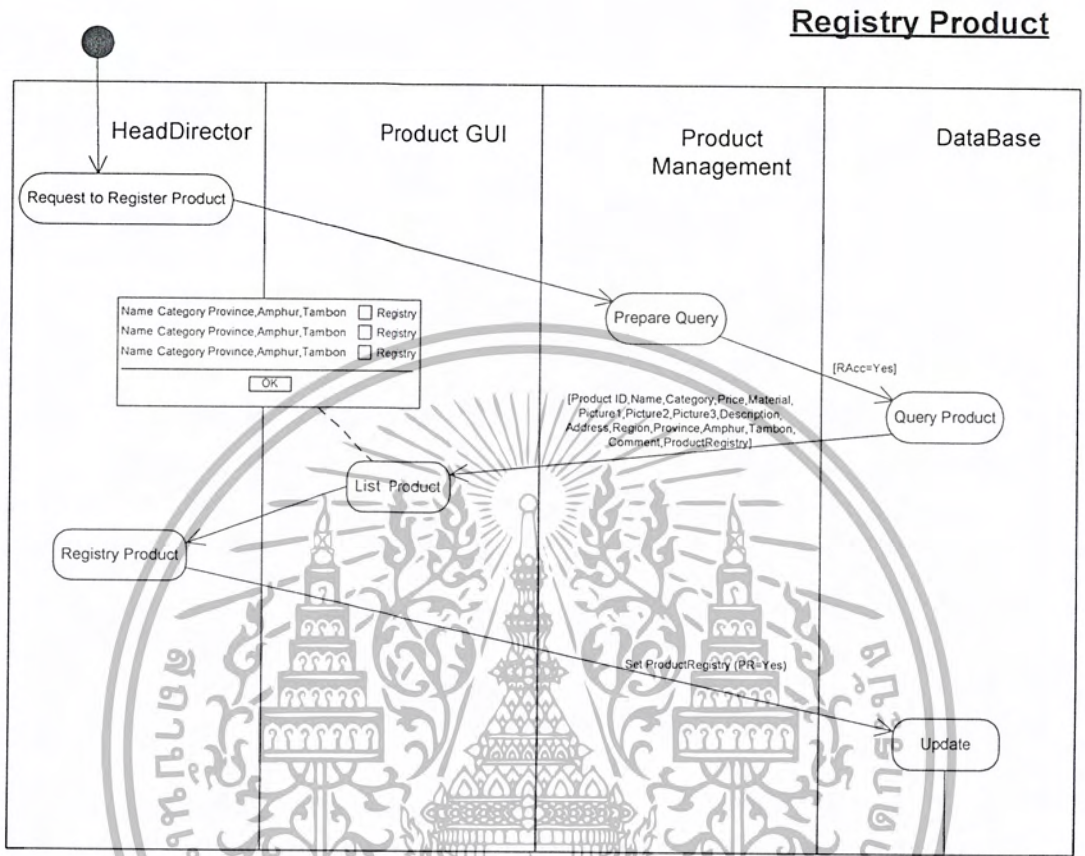 Registry Product
HeadDirector
Product GUI
Product
Management
DataBase
Request to Register Product
Prepare Query
Name Category Province,Amphur,Tambon Registry
Name Category Province,Amphur,Tambon Registry
Name Category Province,Amphur,Tambon Registry
OK
[RAcc=Yes]
[Product ID,Name,Category,Price,Material,
Picture1,Picture2,Picture3,Description,
Address,Region,Province,Amphur,Tambon,
Comment,ProductRegistry]
Query Product
List Product
Registry Product
Set ProductRegistry (PR=Yes)
Update